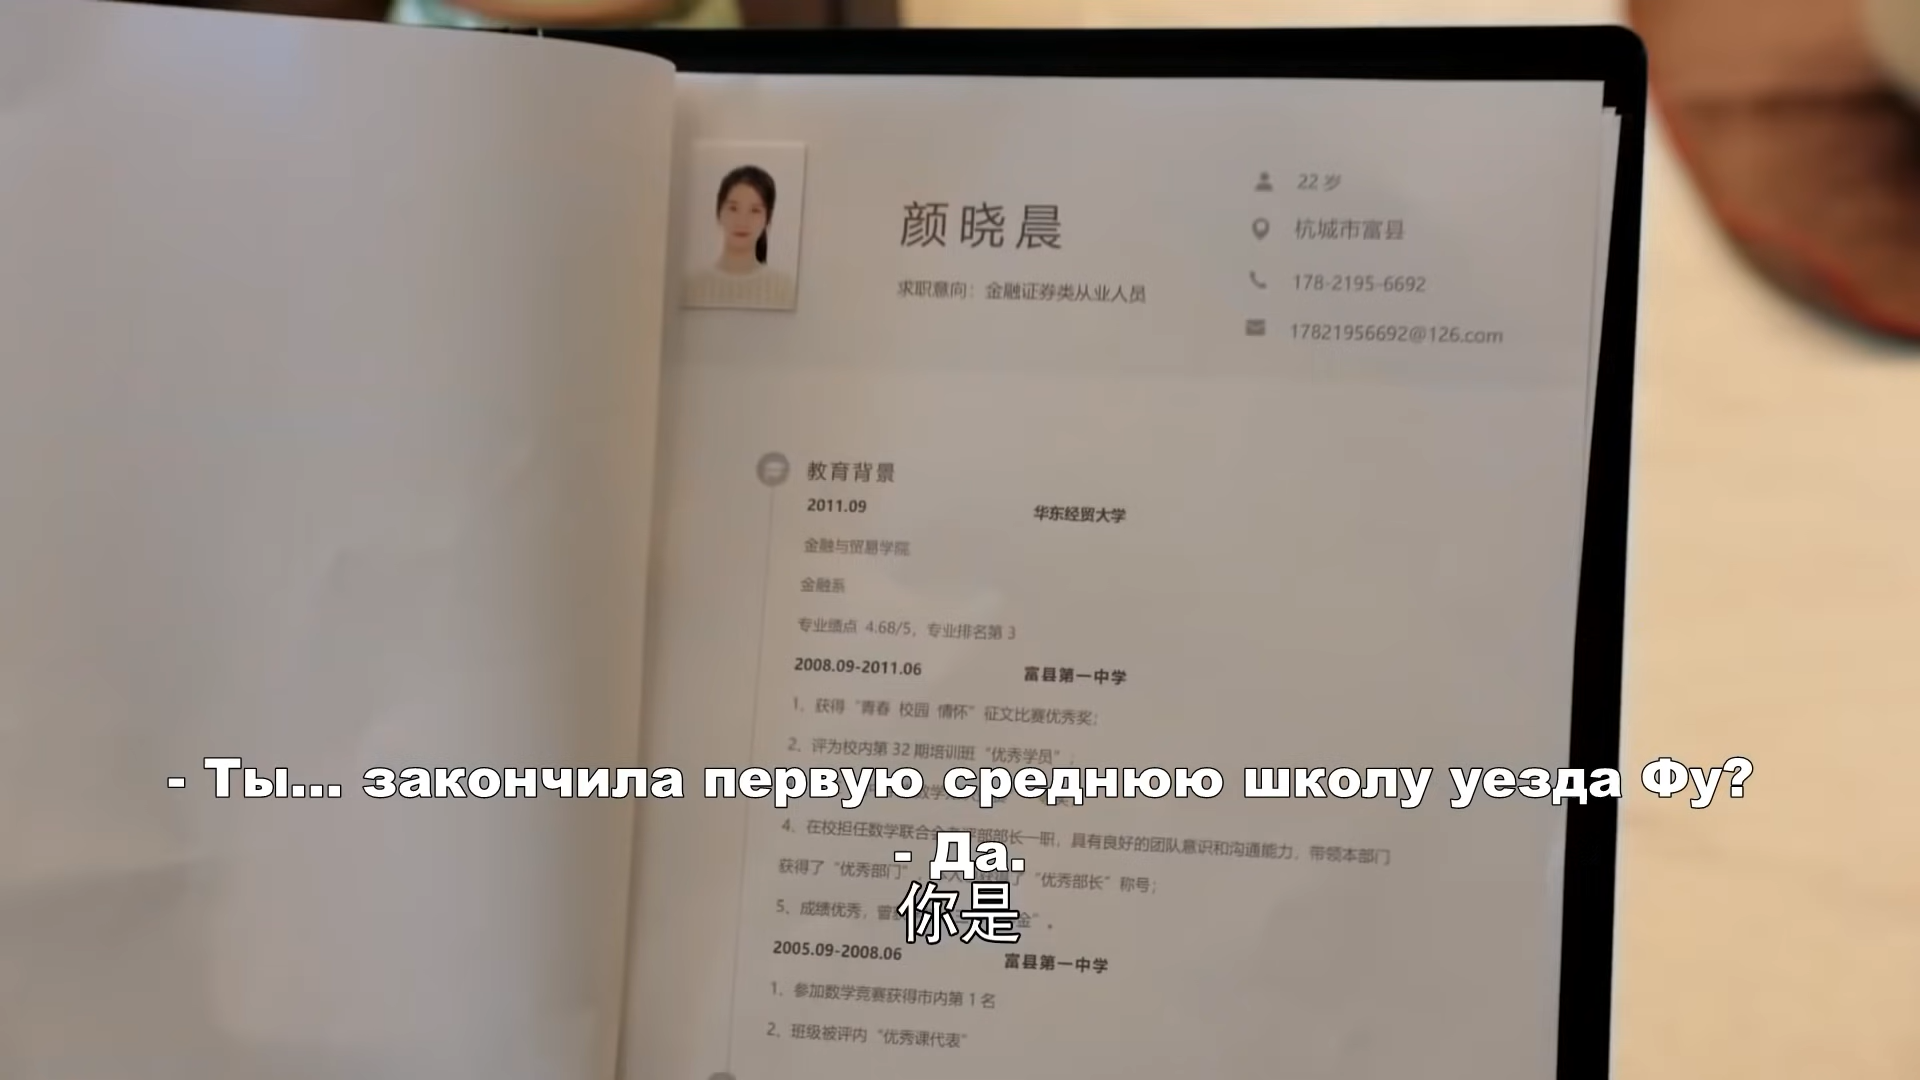 颜晓晨
求职意向：金融证券类从业人员
22 岁
杭城市富县
178-2195-6692
17821956692@126.com
教育背景
2011.09 华东经贸大学
金融与贸易学院
金融系
专业绩点 4.68/5，专业排名第 3
2008.09-2011.06 富县第一中学
1、获得“青春 校园 情怀”征文比赛优秀奖；
2、评为校内第 32 期培训班“优秀学员”；
- Ты... закончила первую среднюю школу уезда Фу?
4、在校担任数学联合会 部部长一职，具有良好的团队意识和沟通能力，带领本部门
- Да.
获得了“优秀部门”， “优秀部长”称号；
你是
5、成绩优秀，曾 金”。
2005.09-2008.06 富县第一中学
1、参加数学竞赛获得市内第 1 名
2、班级被评内“优秀课代表”